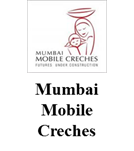 MUMBAI
MOBILE CRECHES
FUTURES UNDER CONSTRUCTION
Mumbai
Mobile
Creches